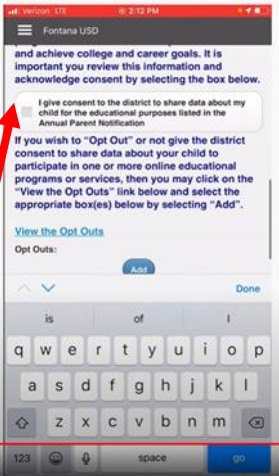 Verizon LTE 2:12 PM
Fontana USD
and achieve college and career goals. It is
important you review this information and
acknowledge consent by selecting the box below.
I give consent to the district to share data about my
child for the educational purposes listed in the
Annual Parent Notification
If you wish to “Opt Out” or not give the district
consent to share data about your child to
participate in one or more online educational
programs or services, then you may click on the
“View the Opt Outs” link below and select the
appropriate box(es) below by selecting “Add”.
View the Opt Outs
Opt Outs:
Add
Done
is of I
q w e r t y u i o p
a s d f g h j k l
z x c v b n m
123 space go